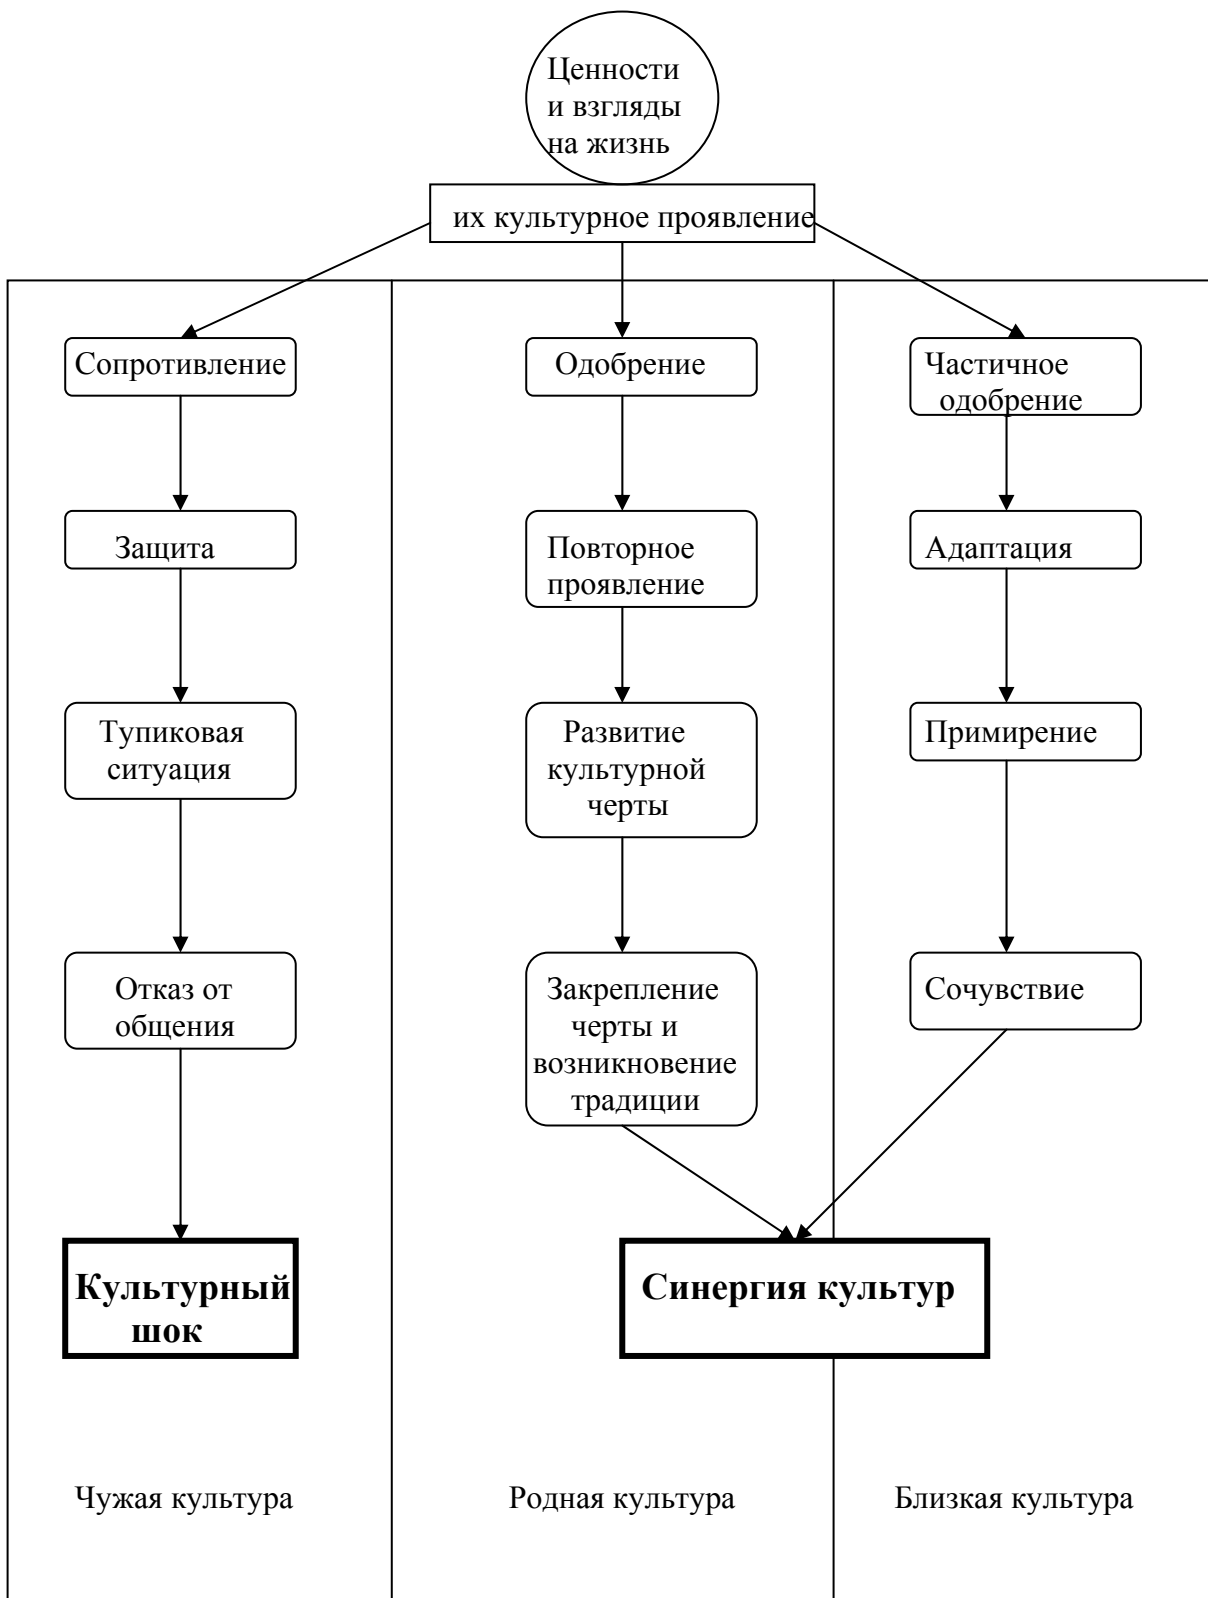 Ценности
и взгляды
на жизнь
их культурное проявление
Сопротивление
Защита
Тупиковая
ситуация
Отказ от
общения
Культурный
шок
Чужая культура
Одобрение
Повторное
проявление
Развитие
культурной
черты
Закрепление
черты и
возникновение
традиции
Синергия культур
Родная культура
Частичное
одобрение
Адаптация
Примирение
Сочувствие
Близкая культура